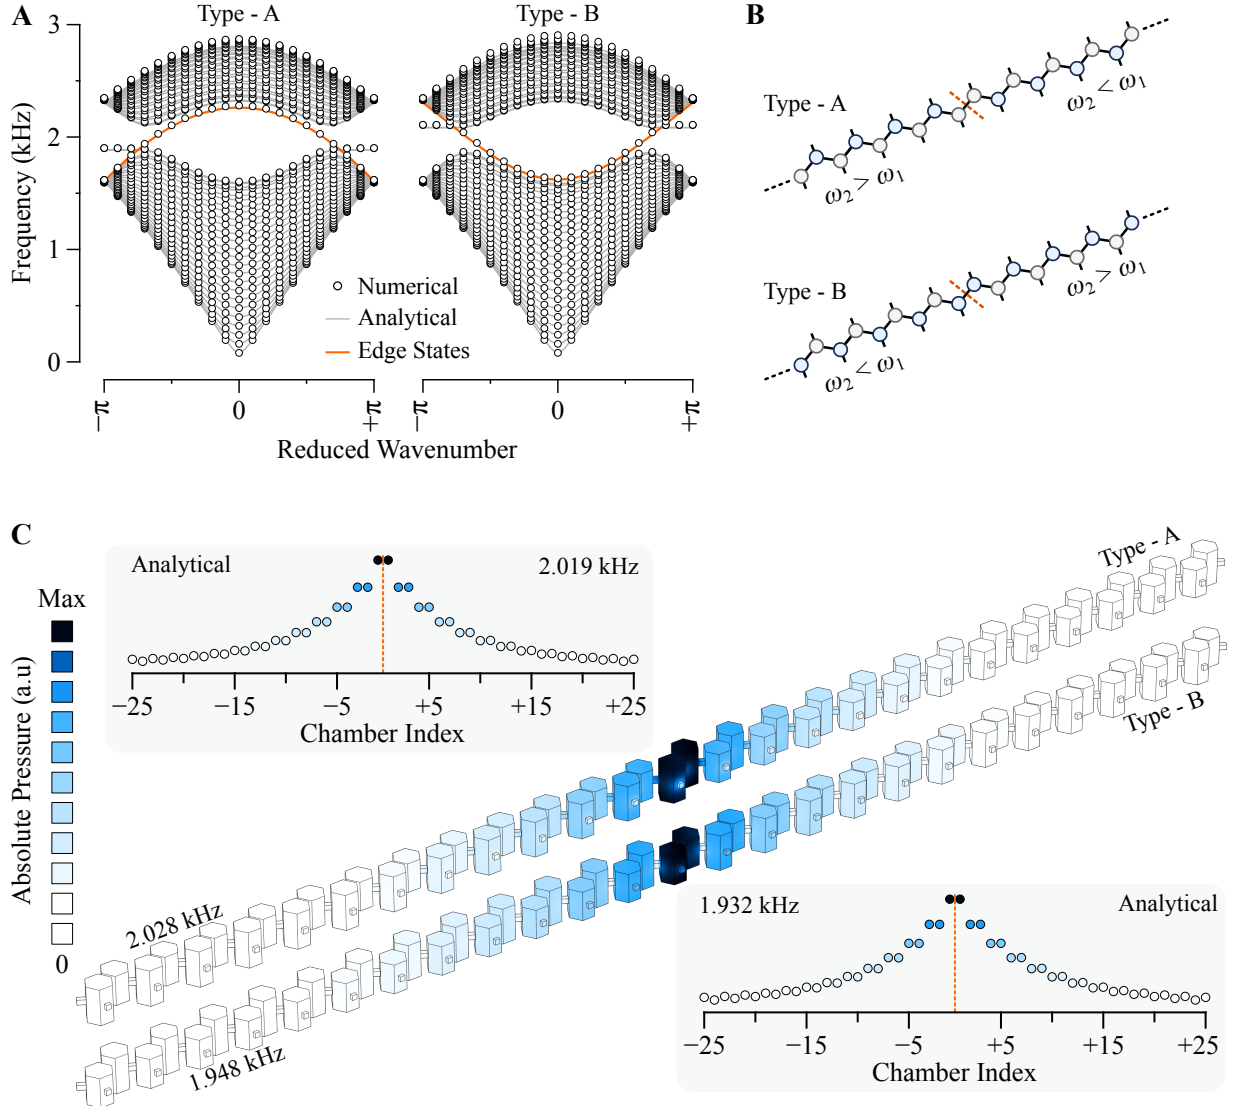 A
Type - A
Type - B
3
2
1
0
Frequency (kHz)
Numerical
Analytical
Edge States
−π
0
+π
−π
0
+π
Reduced Wavenumber
B
Type - A
ω2 < ω1
ω2 > ω1
Type - B
ω2 > ω1
ω2 < ω1
C
Max
0
Absolute Pressure (a.u)
Analytical
2.019 kHz
−25
−15
−5
+5
+15
+25
Chamber Index
Type - A
Type - B
2.028 kHz
1.948 kHz
1.932 kHz
Analytical
−25
−15
−5
+5
+15
+25
Chamber Index